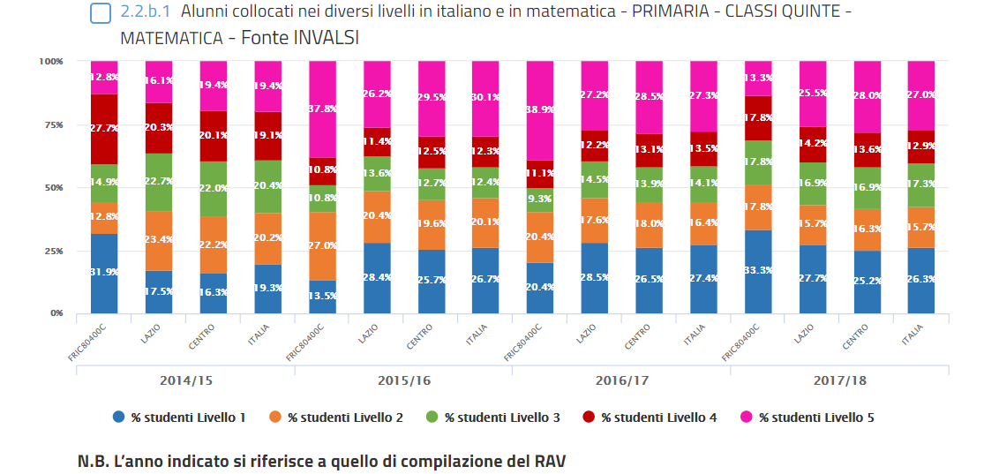 2.2.b.1 Alunni collocati nei diversi livelli in italiano e in matematica - PRIMARIA - CLASSI QUINTE -
MATEMATICA - Fonte INVALSI
100%
12.8% 16.1% 19.4% 19.4% 37.8% 26.2% 29.5% 30.1% 38.9% 27.2% 28.5% 27.3% 13.3% 25.5% 28.0% 27.0%
75%
27.7% 20.3% 20.1% 19.1% 10.8% 11.4% 12.5% 12.3% 11.1% 12.2% 13.1% 13.5% 17.8% 14.2% 13.6% 12.9%
50%
14.9% 22.7% 22.0% 20.4% 10.8% 13.6% 12.7% 12.4% 9.3% 14.5% 13.9% 14.1% 17.8% 16.9% 16.9% 17.3%
12.8% 23.4% 22.2% 20.2% 27.0% 20.4% 19.6% 20.1% 20.4% 17.6% 18.0% 16.4% 17.8% 15.7% 16.3% 15.7%
25%
31.9% 17.5% 16.3% 19.3% 13.5% 28.4% 25.7% 26.7% 20.4% 28.5% 26.5% 27.4% 33.3% 27.7% 25.2% 26.3%
0%
FRIC80400C LAZIO CENTRO ITALIA FRIC80400C LAZIO CENTRO ITALIA FRIC80400C LAZIO CENTRO ITALIA FRIC80400C LAZIO CENTRO ITALIA
2014/15 2015/16 2016/17 2017/18
% studenti Livello 1 % studenti Livello 2 % studenti Livello 3 % studenti Livello 4 % studenti Livello 5
N.B. L'anno indicato si riferisce a quello di compilazione del RAV